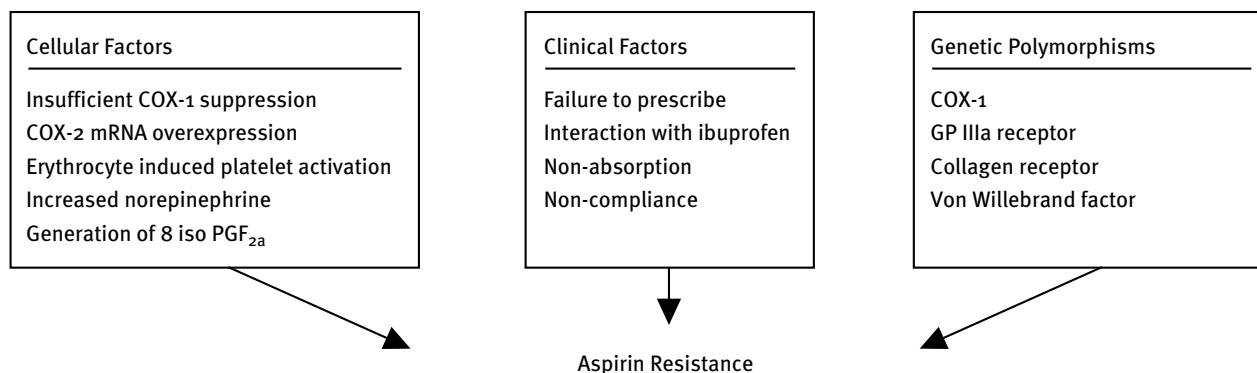 Cellular Factors
Insufficient COX-1 suppression
COX-2 mRNA overexpression
Erythrocyte induced platelet activation
Increased norepinephrine
Generation of 8 iso PGF2a
Clinical Factors
Failure to prescribe
Interaction with ibuprofen
Non-absorption
Non-compliance
Genetic Polymorphisms
COX-1
GP IIIa receptor
Collagen receptor
Von Willebrand factor
Aspirin Resistance